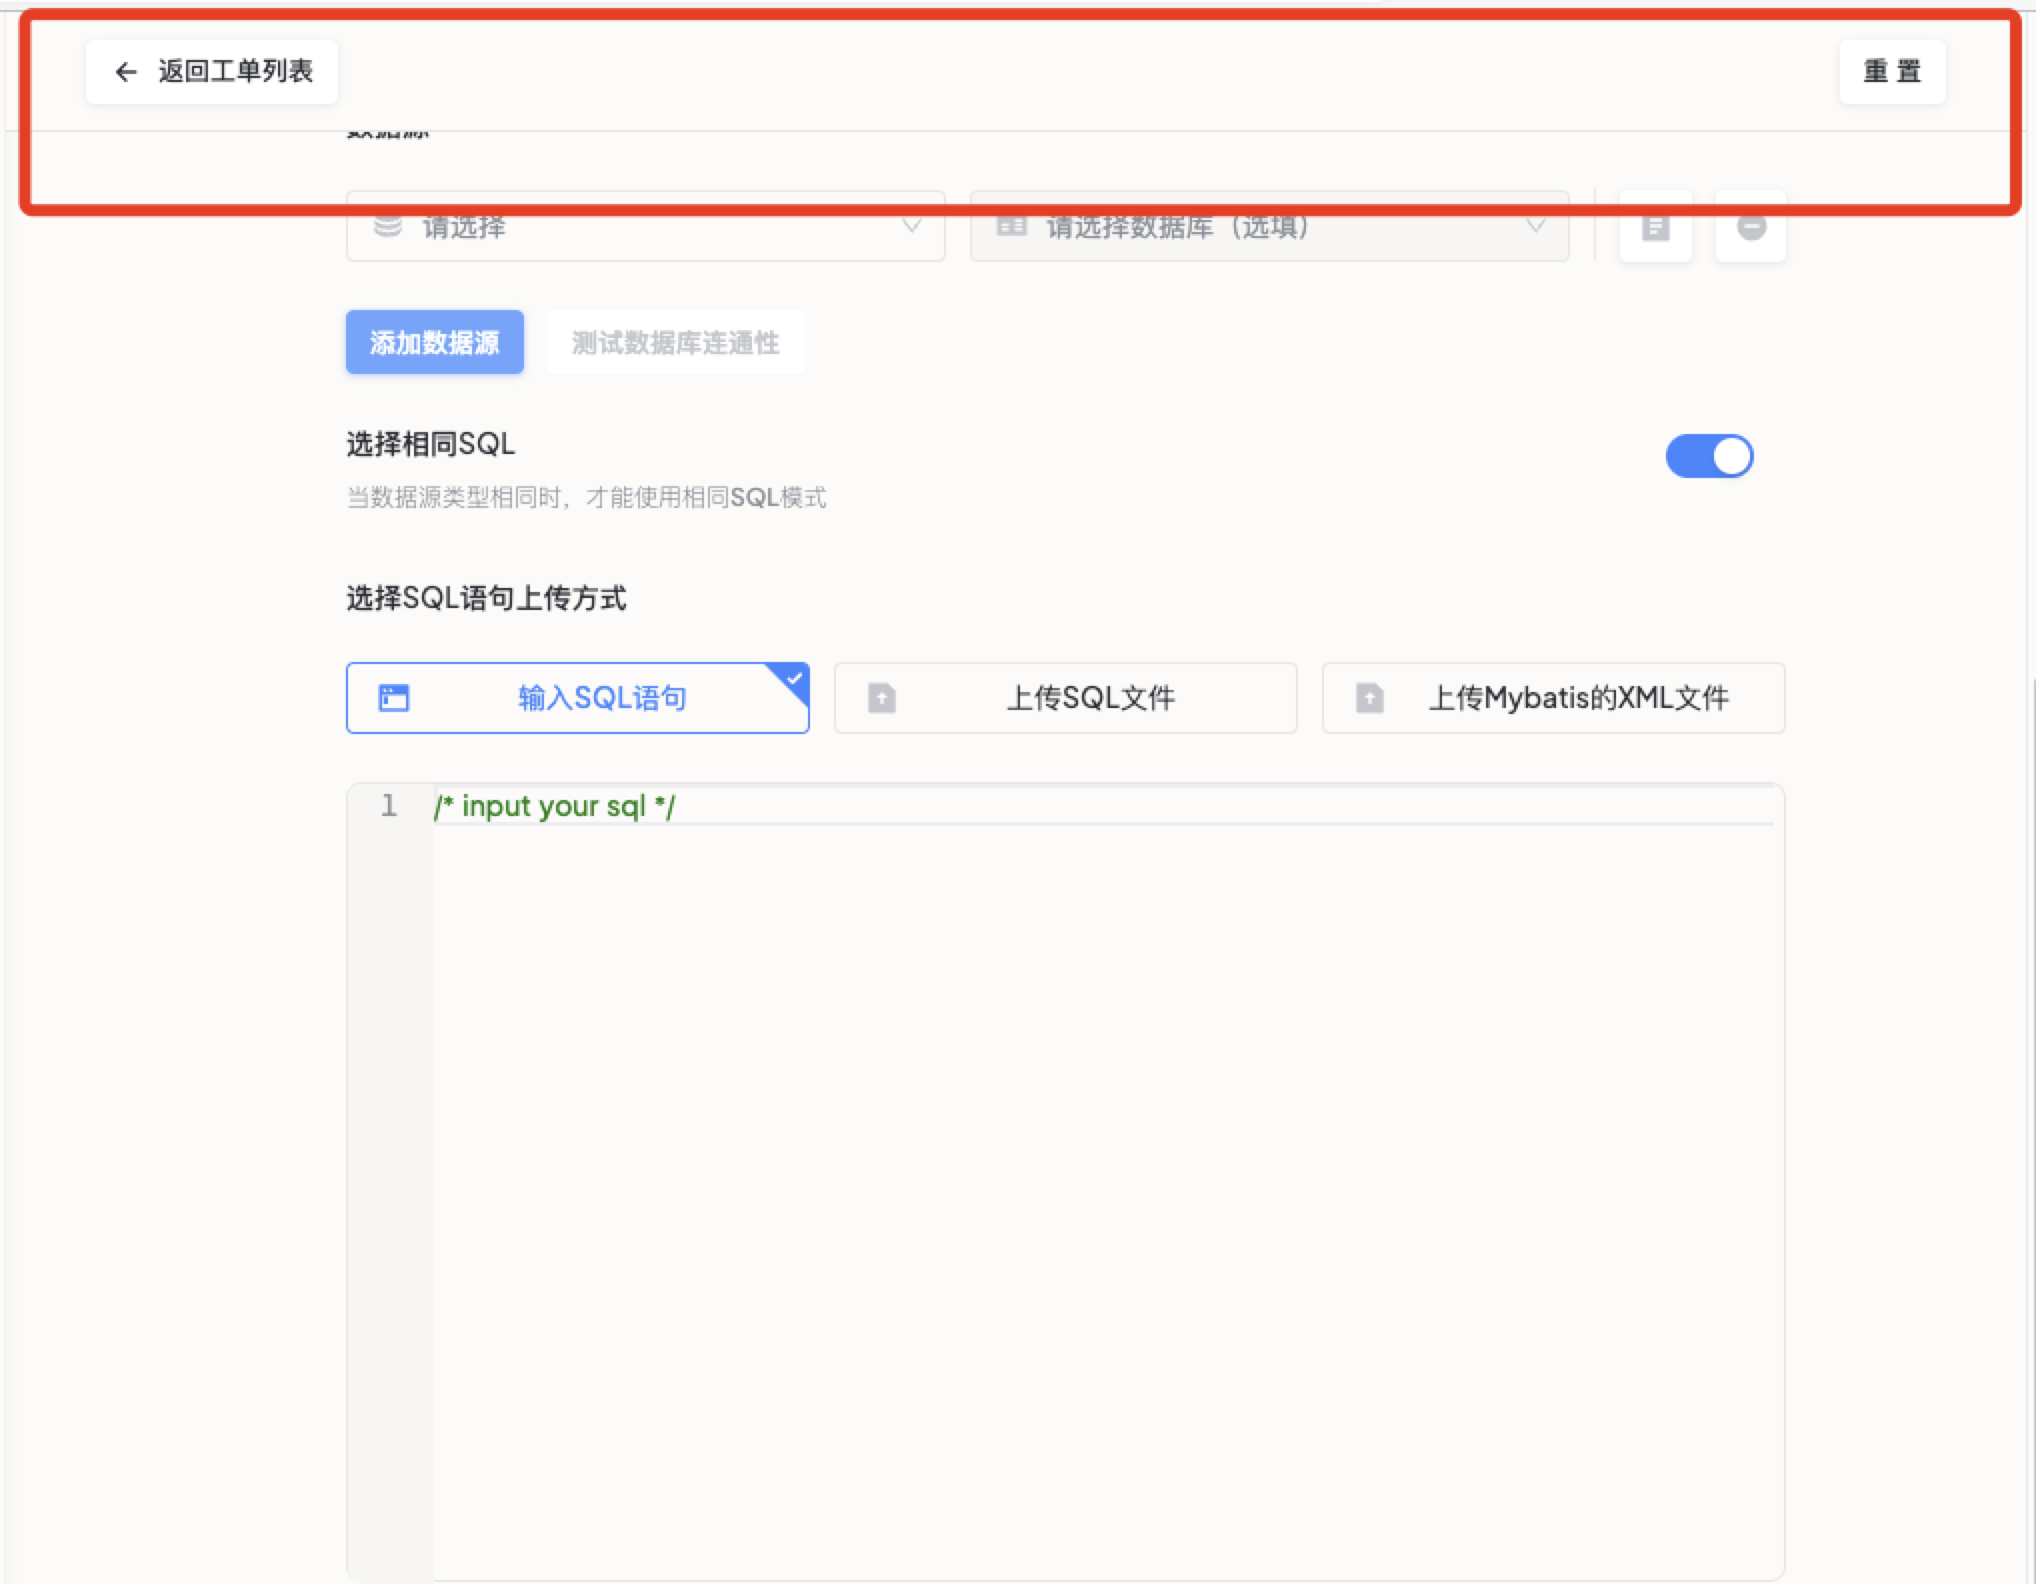 返回工单列表
重 置
数据源
请选择
请选择数据库（选填）
添加数据源
测试数据库连通性
选择相同SQL
当数据源类型相同时，才能使用相同SQL模式
选择SQL语句上传方式
输入SQL语句
上传SQL文件
上传Mybatis的XML文件
1 /* input your sql */